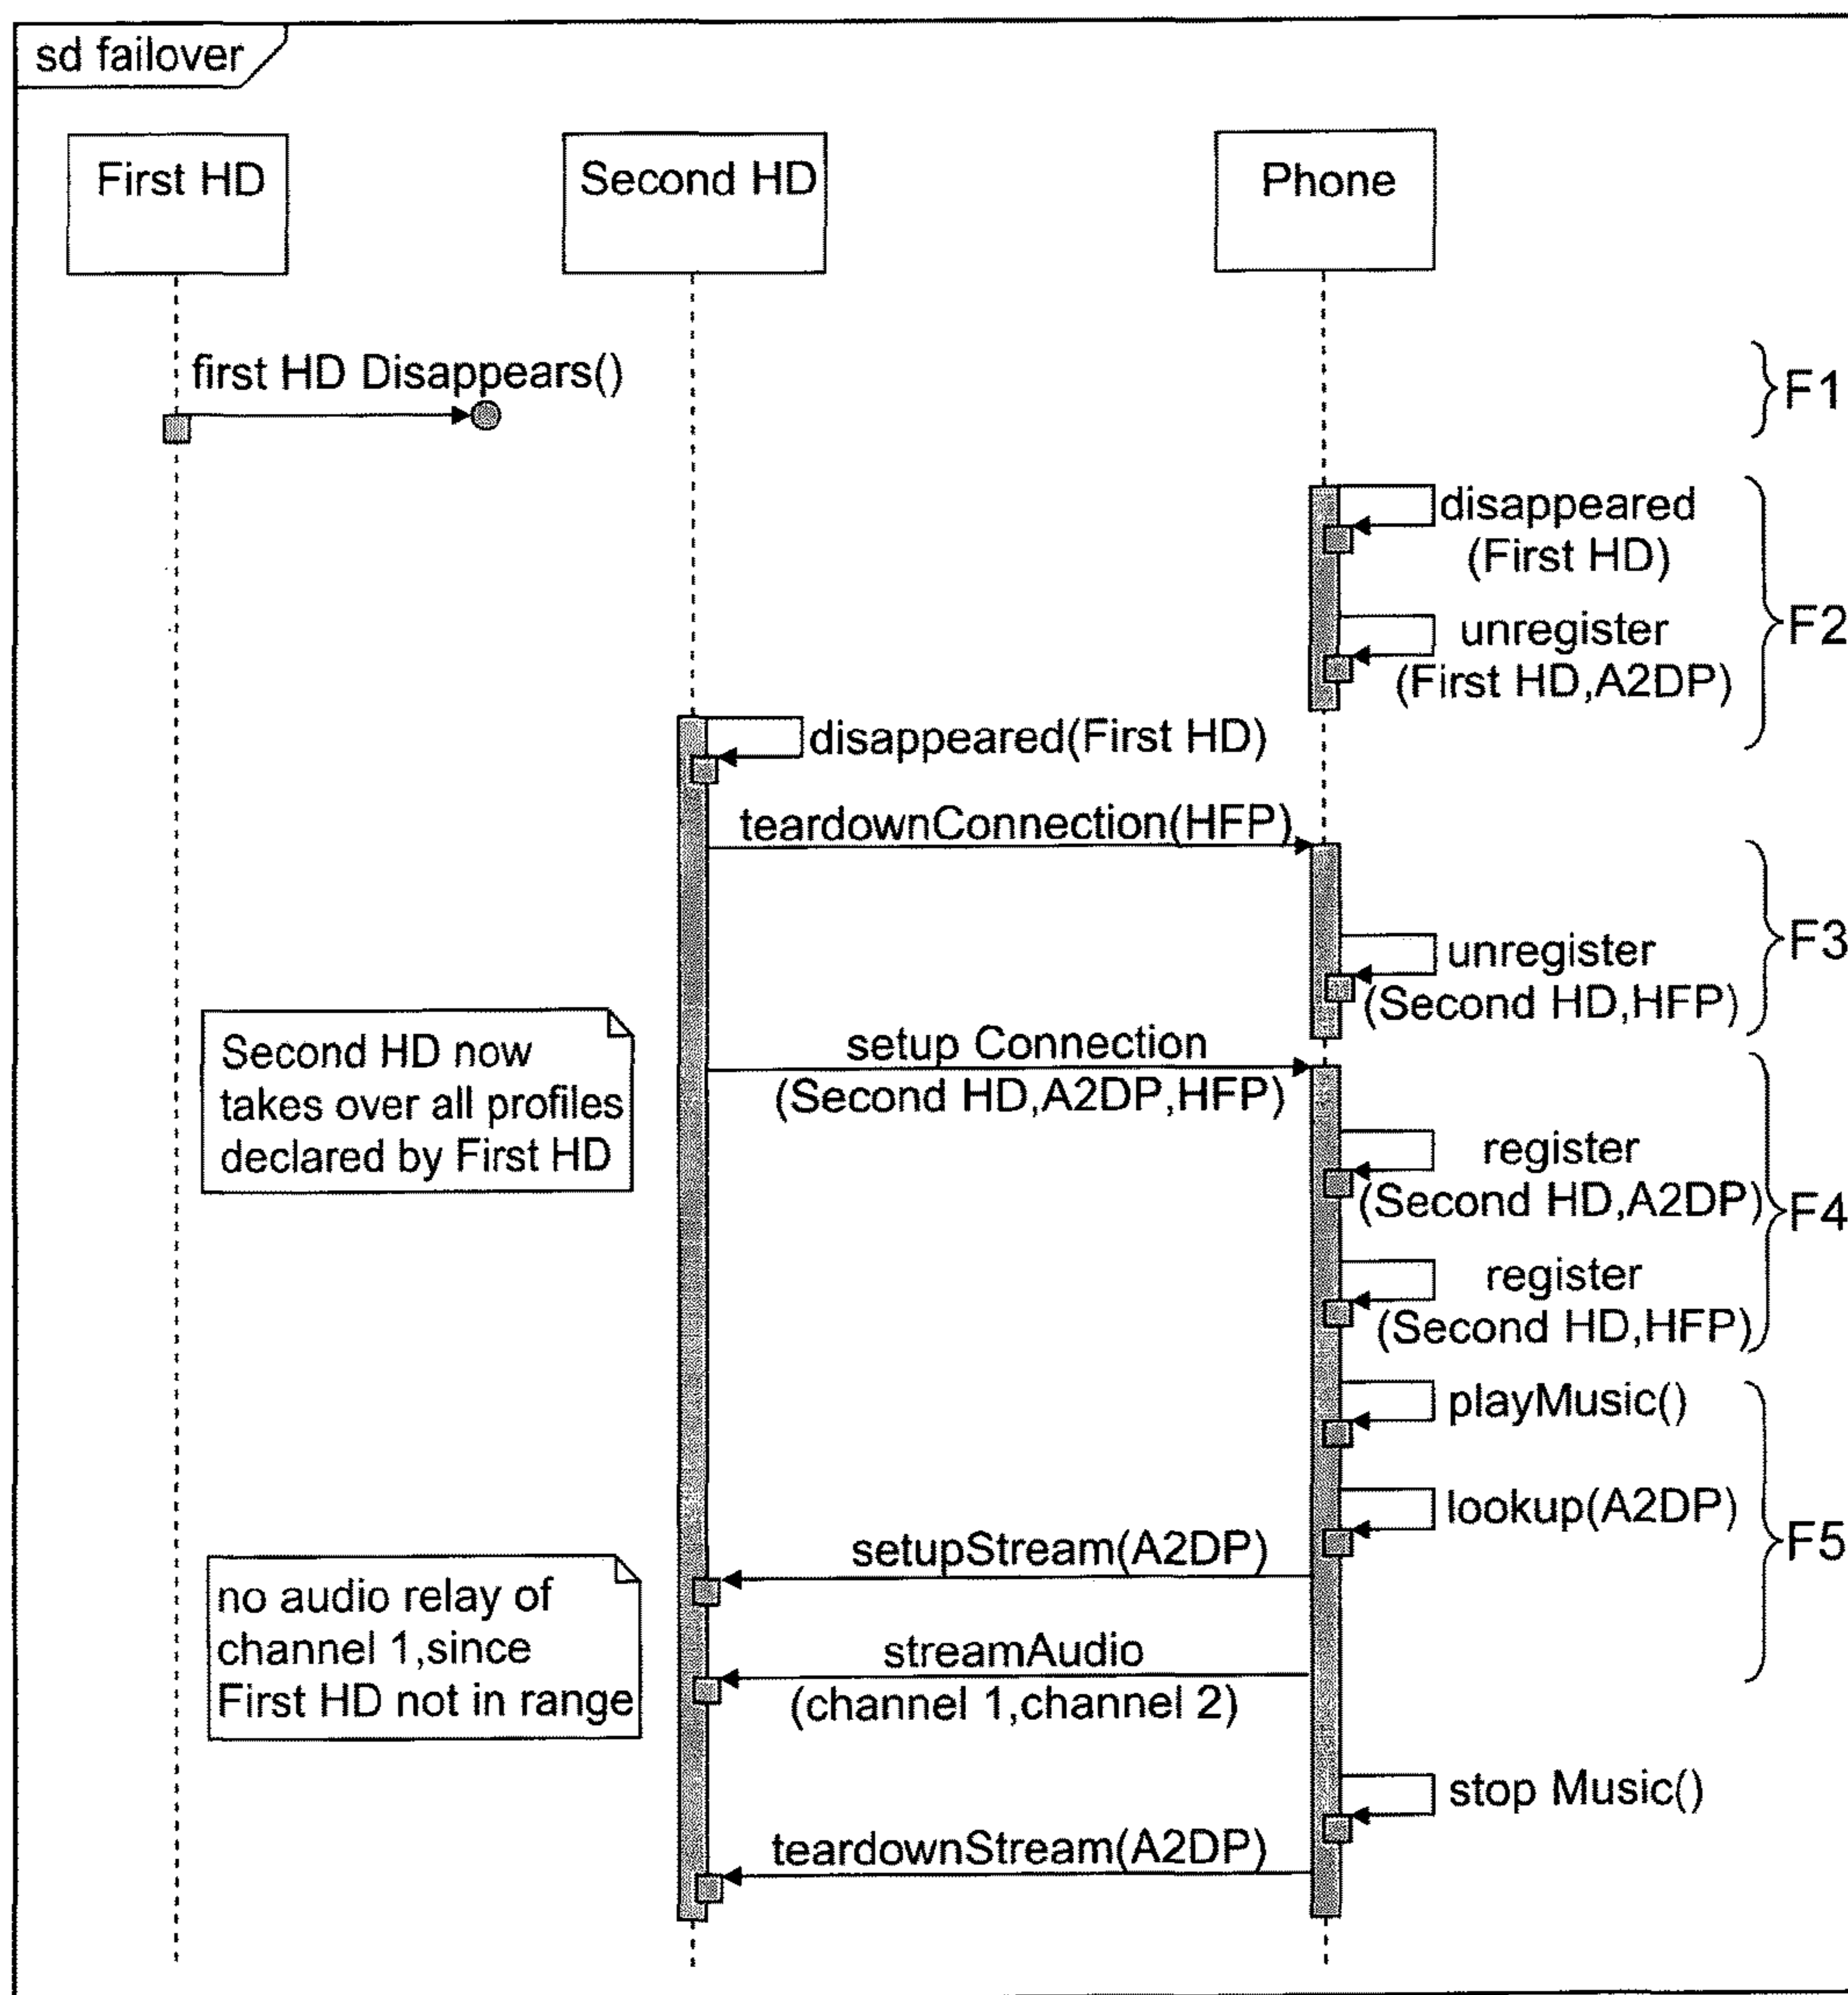 sd failover
First HD
Second HD
Phone
first HD Disappears()
F1
disappeared
(First HD)
F2
unregister
(First HD,A2DP)
disappeared(First HD)
teardownConnection(HFP)
F3
unregister
(Second HD,HFP)
Second HD now
takes over all profiles
declared by First HD
setup Connection
(Second HD,A2DP,HFP)
register
(Second HD,A2DP)
F4
register
(Second HD,HFP)
playMusic()
lookup(A2DP)
F5
setupStream(A2DP)
no audio relay of
channel 1,since
First HD not in range
streamAudio
(channel 1,channel 2)
stop Music()
teardownStream(A2DP)